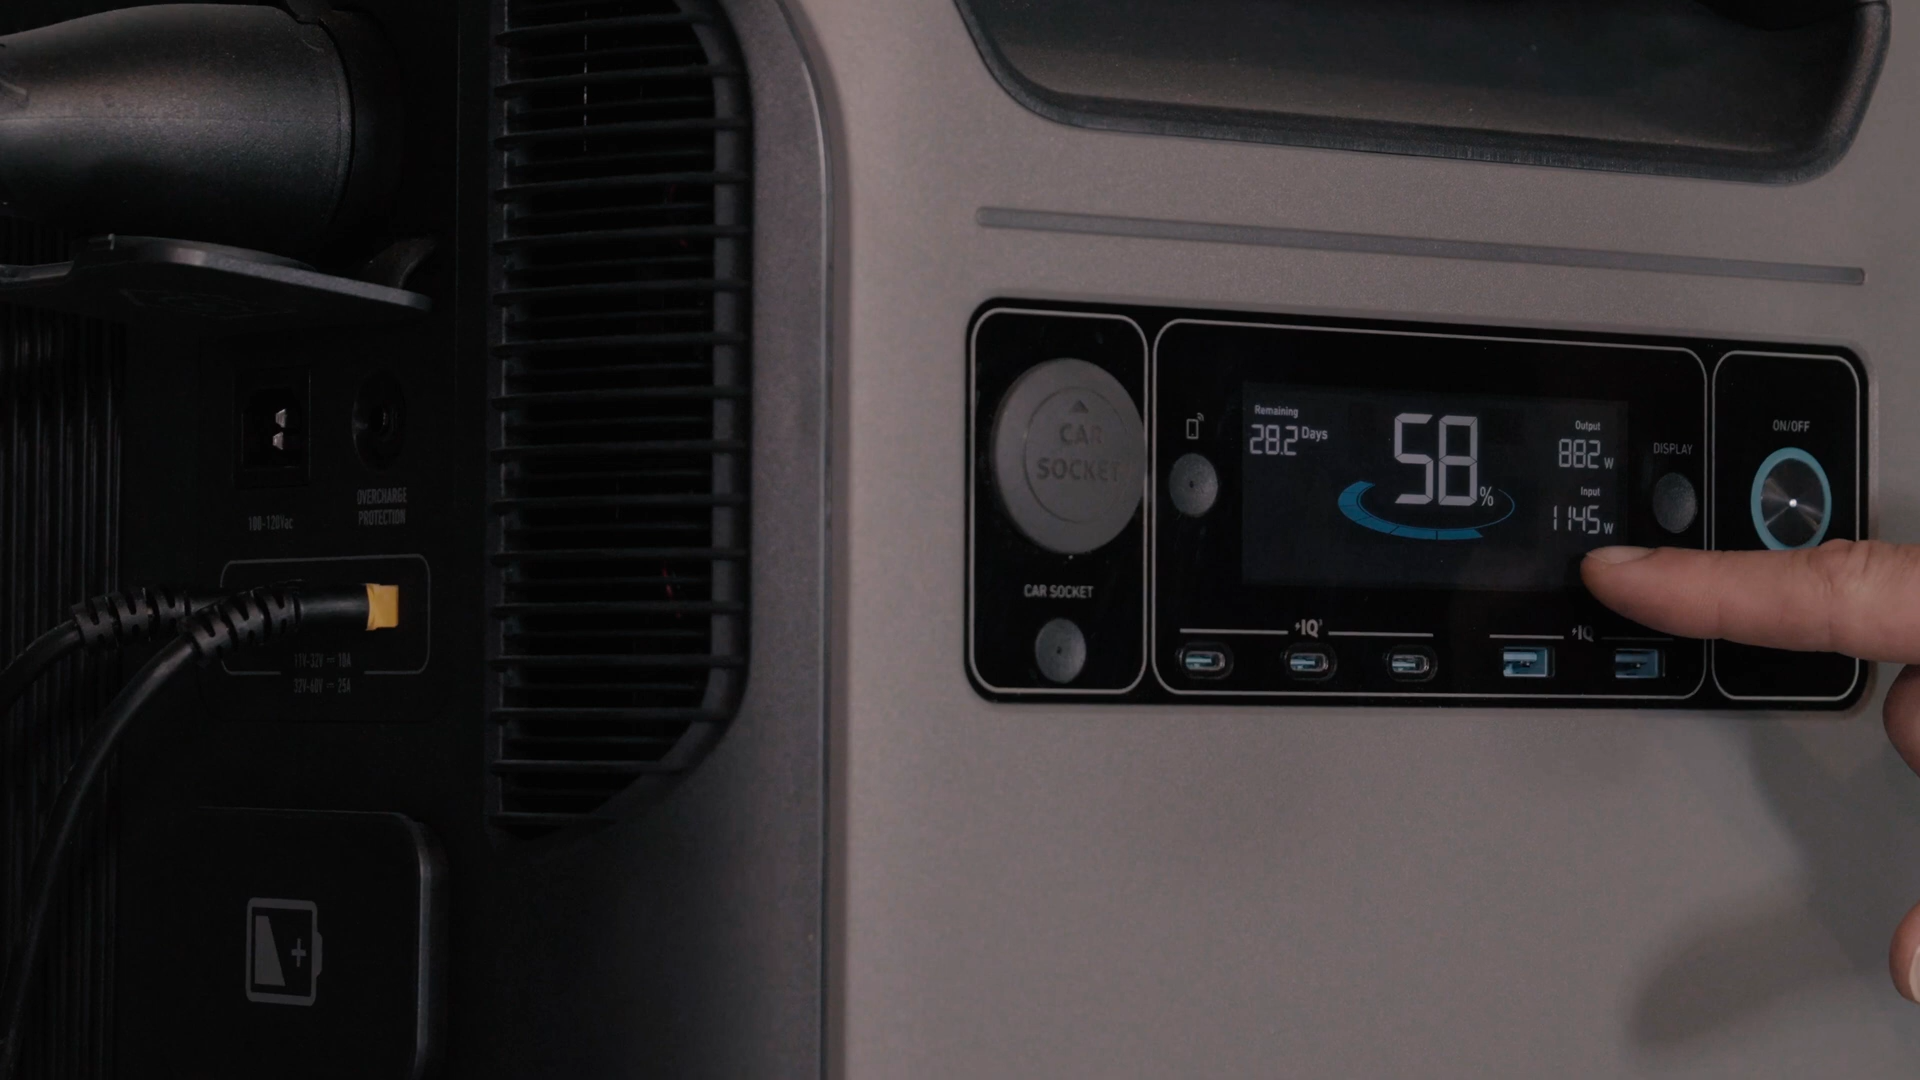 100-120Vac
OVERCHARGE
PROTECTION
11V-32V ⎓ 10A
32V-60V ⎓ 25A
CAR
SOCKET
CAR SOCKET
Remaining
28.2 Days
58%
Output
882 W
Input
1145 W
DISPLAY
ON/OFF
IQ³
IQ